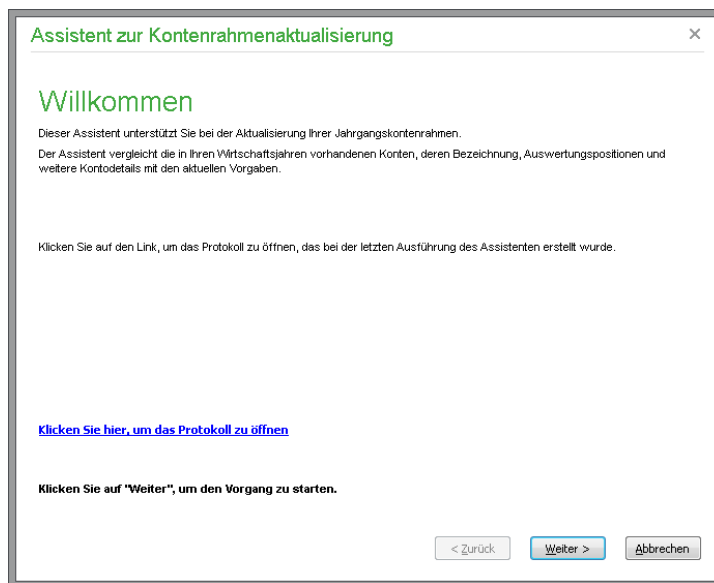 Assistent zur Kontenrahmenaktualisierung
Willkommen
Dieser Assistent unterstützt Sie bei der Aktualisierung Ihrer Jahrgangskontenrahmen.
Der Assistent vergleicht die in Ihren Wirtschaftsjahren vorhandenen Konten, deren Bezeichnung, Auswertungspositionen und
weitere Kontodetails mit den aktuellen Vorgaben.
Klicken Sie auf den Link, um das Protokoll zu öffnen, das bei der letzten Ausführung des Assistenten erstellt wurde.
Klicken Sie hier, um das Protokoll zu öffnen
Klicken Sie auf "Weiter", um den Vorgang zu starten.
< Zurück Weiter > Abbrechen